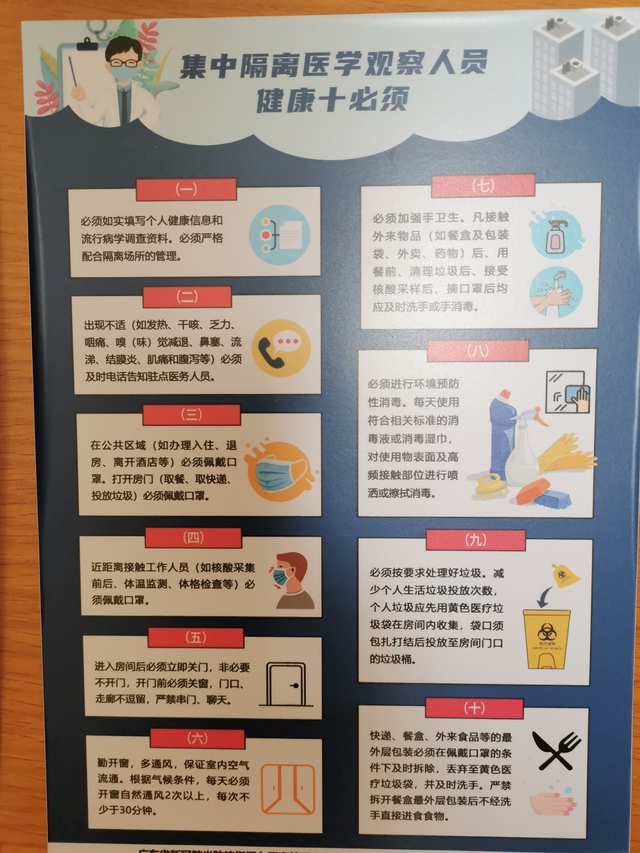 集中隔离医学观察人员
健康十必须
（一）
必须如实填写个人健康信息和
流行病学调查资料。必须严格
配合隔离场所的管理。
（二）
出现不适（如发热、干咳、乏力、
咽痛、嗅（味）觉减退、鼻塞、流
涕、结膜炎、肌痛和腹泻等）必须
及时电话告知驻点医务人员。
（三）
在公共区域（如办理入住、退
房、离开酒店等）必须佩戴口
罩。打开房门（取餐、取快递、
投放垃圾）必须佩戴口罩。
（四）
近距离接触工作人员（如核酸采集
前后、体温监测、体格检查等）必
须佩戴口罩。
（五）
进入房间后必须立即关门，非必要
不开门，开门前必须关窗，门口、
走廊不逗留，严禁串门、聊天。
（六）
勤开窗，多通风，保证室内空气
流通。根据气候条件，每天必须
开窗自然通风2次以上，每次不
少于30分钟。
（七）
必须加强手卫生。凡接触
外来物品（如餐盒及包装
袋、外卖、药物）后、用
餐前、清理垃圾后、接受
核酸采样后、摘口罩后均
应及时洗手或手消毒。
（八）
必须进行环境预防
性消毒。每天使用
符合相关标准的消
毒液或消毒湿巾，
对使用物表面及高
频接触部位进行喷
洒或擦拭消毒。
（九）
必须按要求处理好垃圾。减
少个人生活垃圾投放次数，
个人垃圾应先用黄色医疗垃
圾袋在房间内收集，袋口须
包扎打结后投放至房间门口
的垃圾桶。
（十）
快递、餐盒、外来食品等的最
外层包装必须在佩戴口罩的条
件下及时拆除，丢弃至黄色医
疗垃圾袋，并及时洗手。严禁
拆开餐盒最外层包装后不经洗
手直接进食食物。